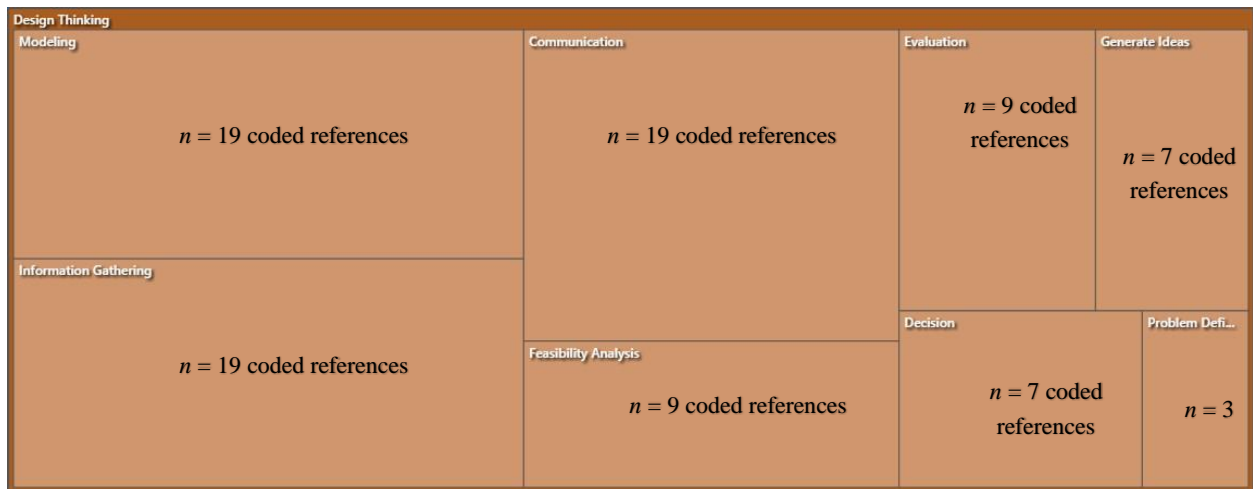 Design Thinking
Modeling
n = 19 coded references
Information Gathering
n = 19 coded references
Communication
n = 19 coded references
Feasibility Analysis
n = 9 coded references
Evaluation
n = 9 coded
references
Generate Ideas
n = 7 coded
references
Decision
n = 7 coded
references
Problem Defi...
n = 3